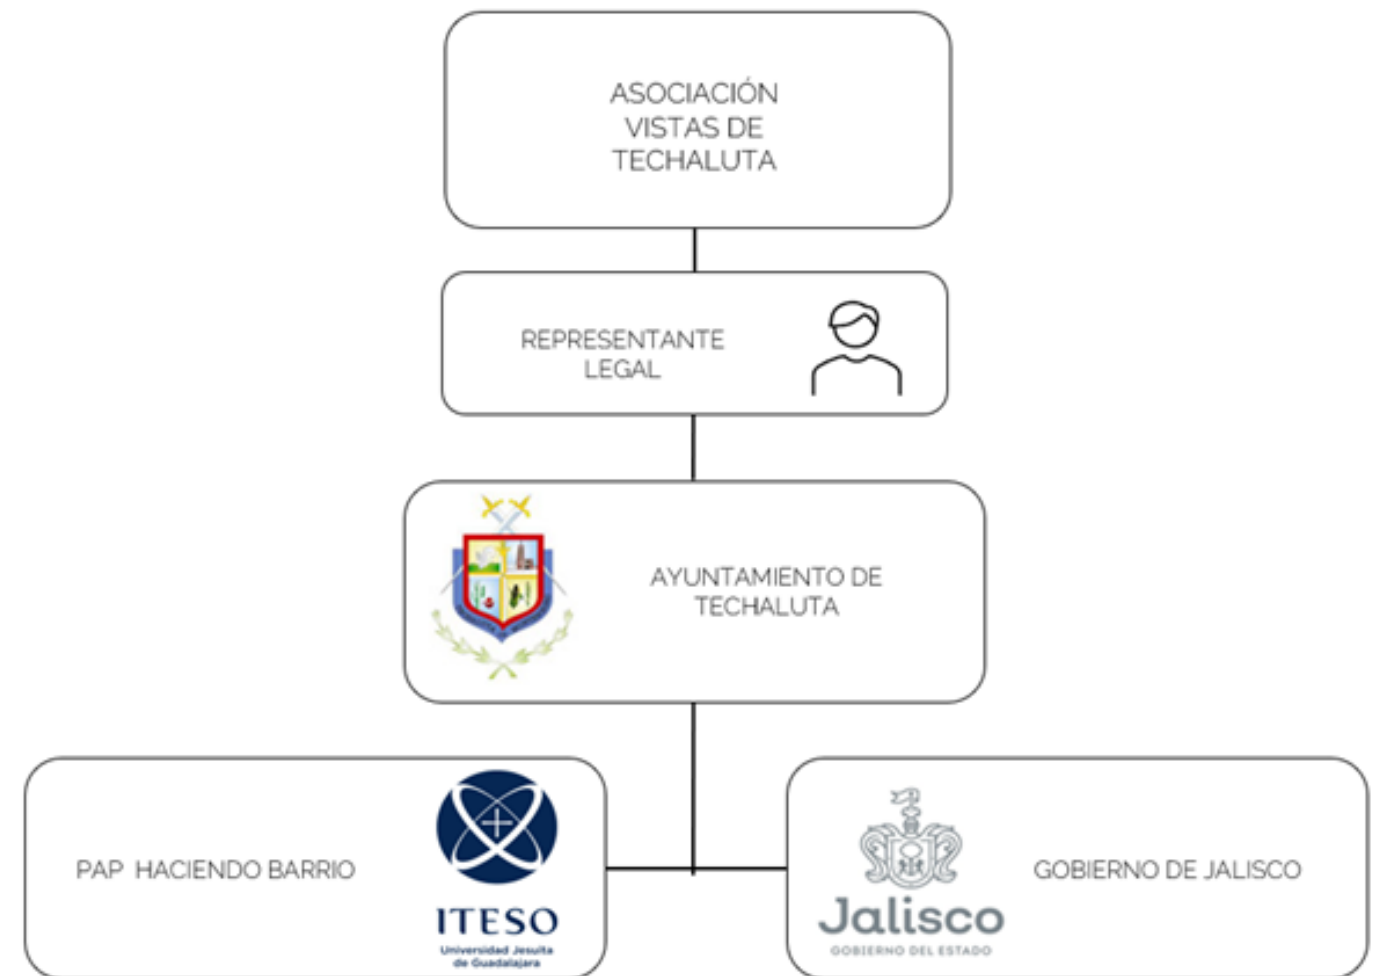 ASOCIACIÓN
VISTAS DE
TECHALUTA
REPRESENTANTE
LEGAL
AYUNTAMIENTO DE
TECHALUTA
PAP HACIENDO BARRIO
ITESO
Universidad Jesuita
de Guadalajara
Jalisco
GOBIERNO DEL ESTADO
GOBIERNO DE JALISCO